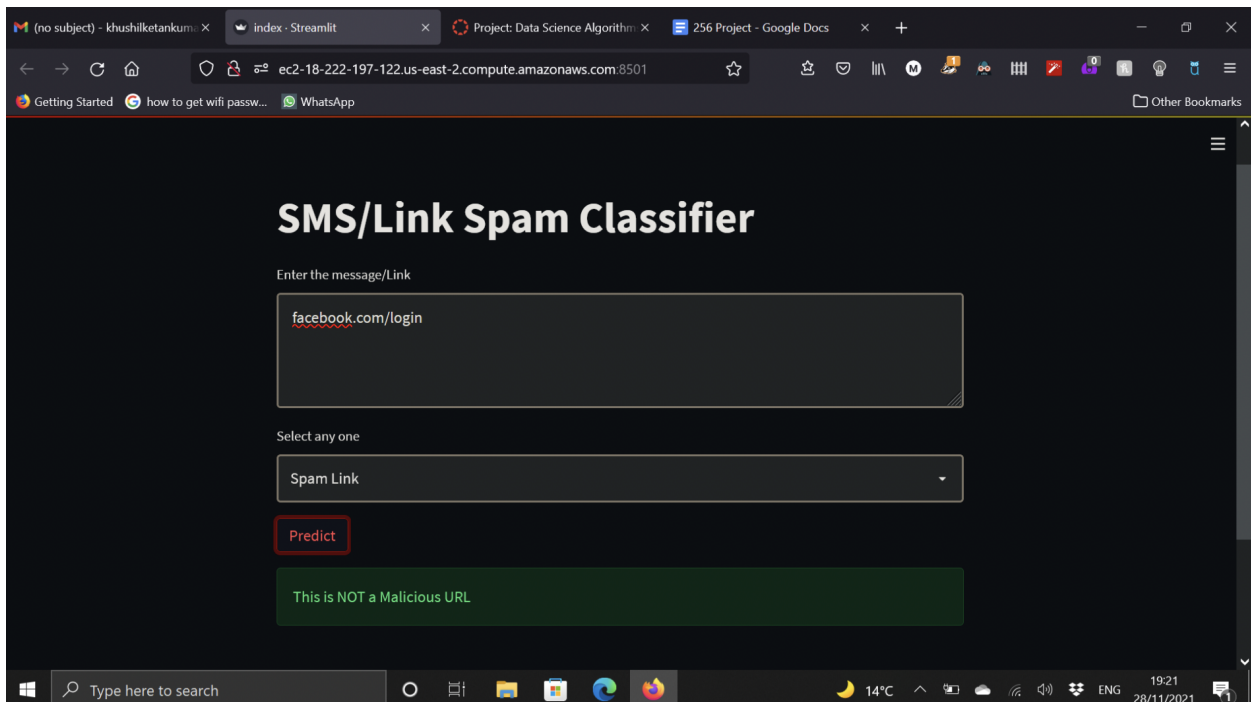 (no subject) - khushilketankuma
index · Streamlit
Project: Data Science Algorithm
256 Project - Google Docs
ec2-18-222-197-122.us-east-2.compute.amazonaws.com:8501
M
1
0
Getting Started
how to get wifi passw...
WhatsApp
Other Bookmarks
SMS/Link Spam Classifier
Enter the message/Link
facebook.com/login
Select any one
Spam Link
Predict
This is NOT a Malicious URL
Type here to search
14°C
ENG
19:21
28/11/2021
1